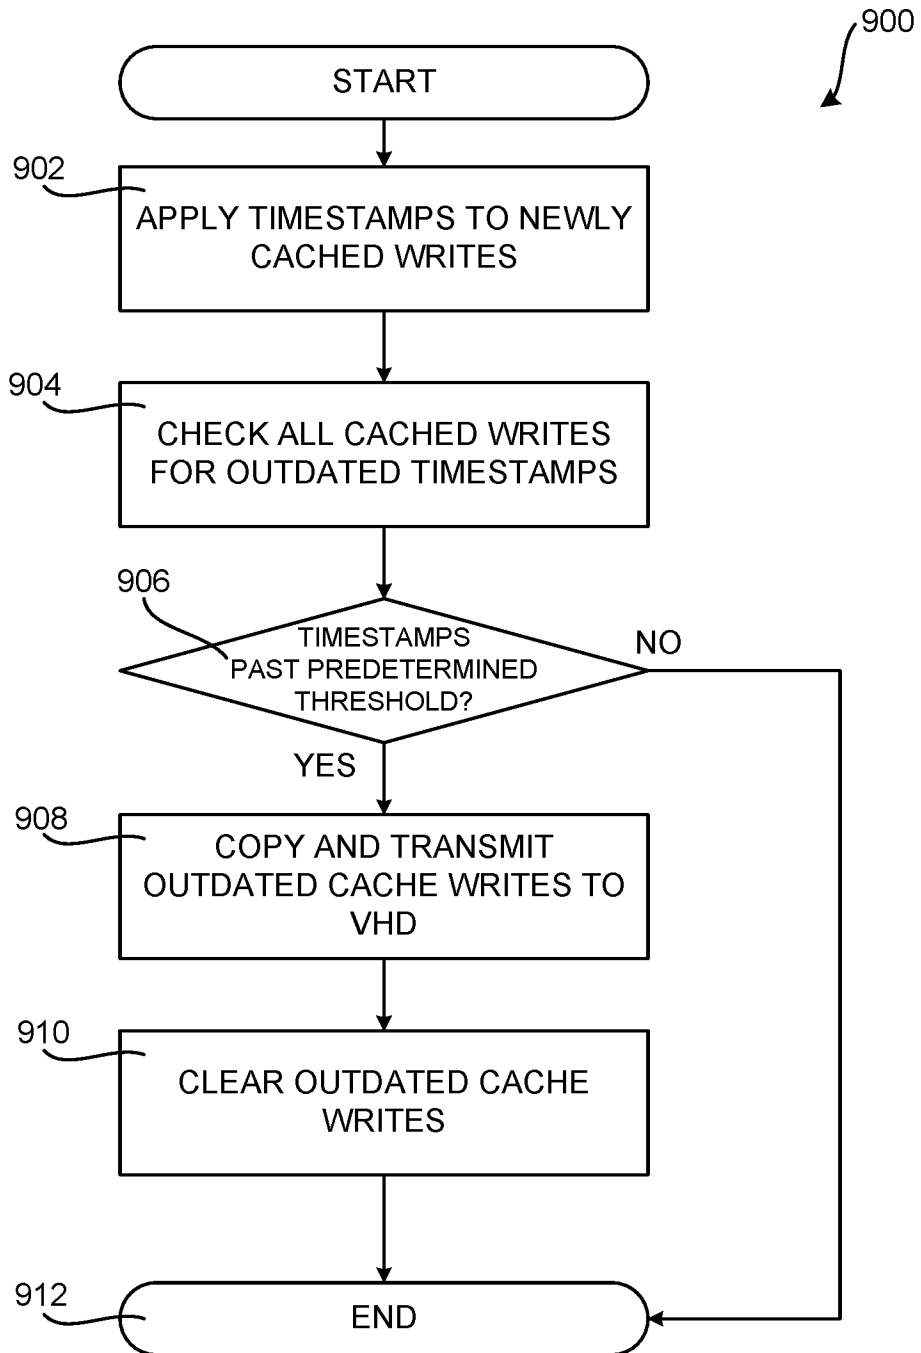 900
START
902
APPLY TIMESTAMPS TO NEWLY
CACHED WRITES
904
CHECK ALL CACHED WRITES
FOR OUTDATED TIMESTAMPS
906
TIMESTAMPS
PAST PREDETERMINED
THRESHOLD?
NO
YES
908
COPY AND TRANSMIT
OUTDATED CACHE WRITES TO
VHD
910
CLEAR OUTDATED CACHE
WRITES
912
END